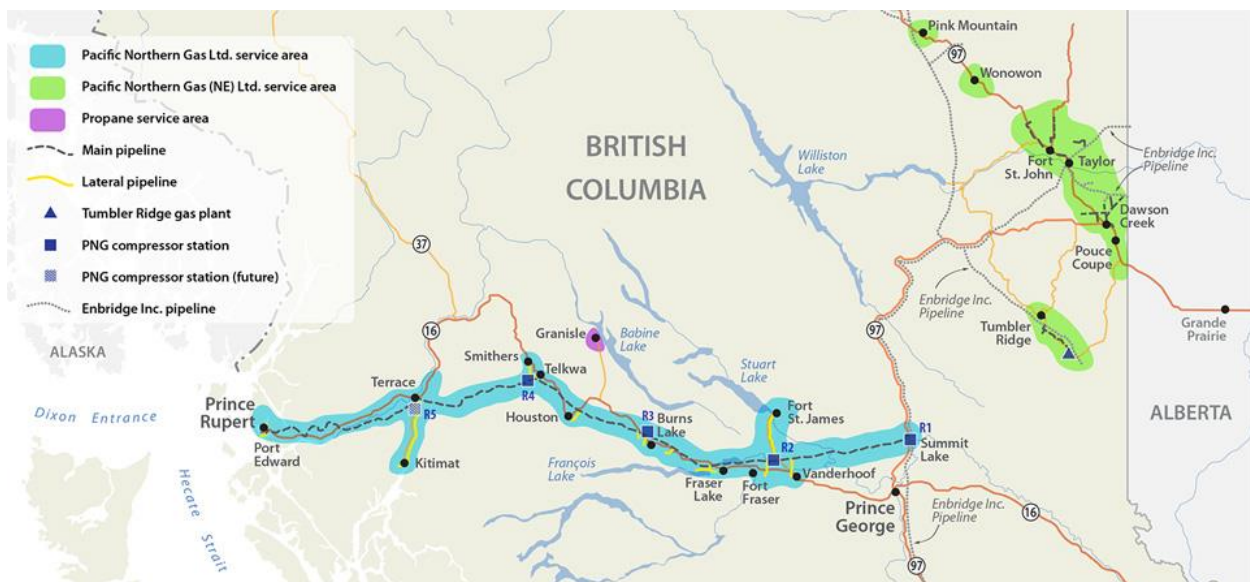 Pacific Northern Gas Ltd. service area
Pacific Northern Gas (NE) Ltd. service area
Propane service area
Main pipeline
Lateral pipeline
Tumbler Ridge gas plant
PNG compressor station
PNG compressor station (future)
Enbridge Inc. pipeline
Pink Mountain
97
Wonowon
BRITISH
COLUMBIA
Williston
Lake
Fort
St. John
Taylor
Enbridge Inc.
Pipeline
Dawson
Creek
Pouce
Coupe
37
Enbridge Inc.
Pipeline
Tumbler
Ridge
Grande
Prairie
ALASKA
16
97
Granisle
Babine
Lake
Smithers
Telkwa
R4
Stuart
Lake
Terrace
R5
Houston
R3
Burns
Lake
Fort
St. James
ALBERTA
Dixon Entrance
Prince
Rupert
Port
Edward
Kitimat
R1
Summit
Lake
R2
François
Lake
Fraser
Lake
Fort
Fraser
Vanderhoof
Prince
George
Enbridge Inc.
Pipeline
16
Hecate
Strait
97